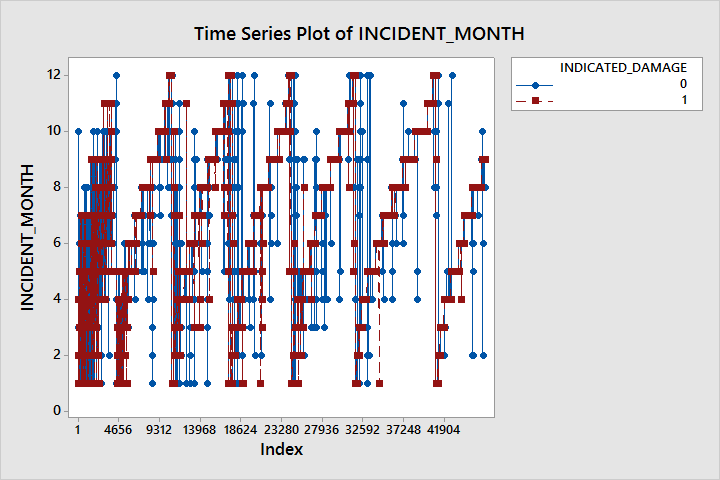 Time Series Plot of INCIDENT_MONTH
INDICATED_DAMAGE
0
1
INCIDENT_MONTH
12
10
8
6
4
2
0
1 4656 9312 13968 18624 23280 27936 32592 37248 41904
Index